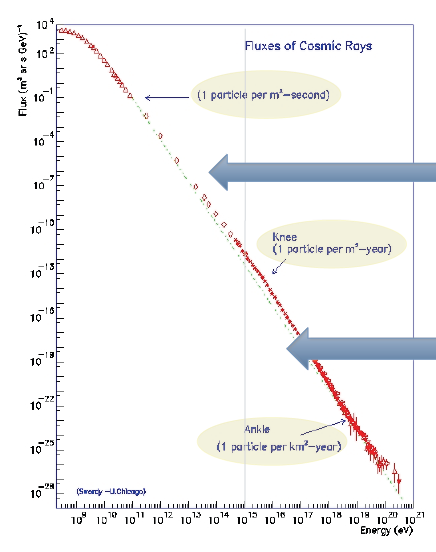 Fluxes of Cosmic Rays
Flux (m² sr s GeV)⁻¹
10⁴
10²
10⁻¹
10⁻⁴
10⁻⁷
10⁻¹⁰
10⁻¹³
10⁻¹⁶
10⁻¹⁹
10⁻²²
10⁻²⁵
10⁻²⁸
(1 particle per m²–second)
Knee
(1 particle per m²–year)
Ankle
(1 particle per km²–year)
(Swordy –U.Chicago)
10⁹ 10¹⁰ 10¹¹ 10¹² 10¹³ 10¹⁴ 10¹⁵ 10¹⁶ 10¹⁷ 10¹⁸ 10¹⁹ 10²⁰ 10²¹
Energy (eV)